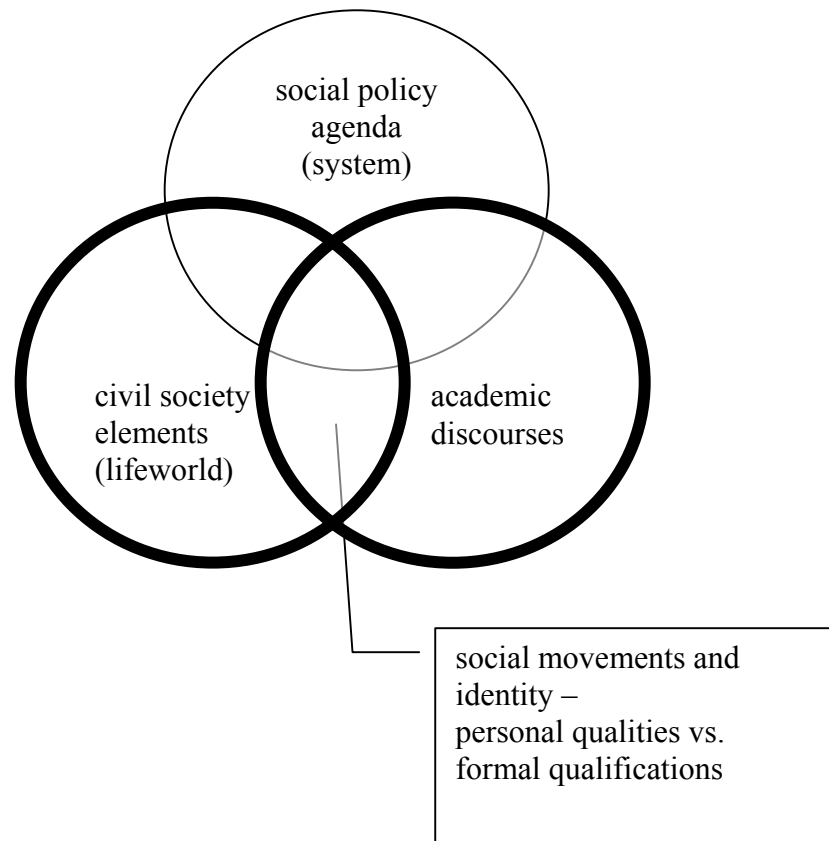 social policy
agenda
(system)
civil society
elements
(lifeworld)
academic
discourses
social movements and
identity –
personal qualities vs.
formal qualifications